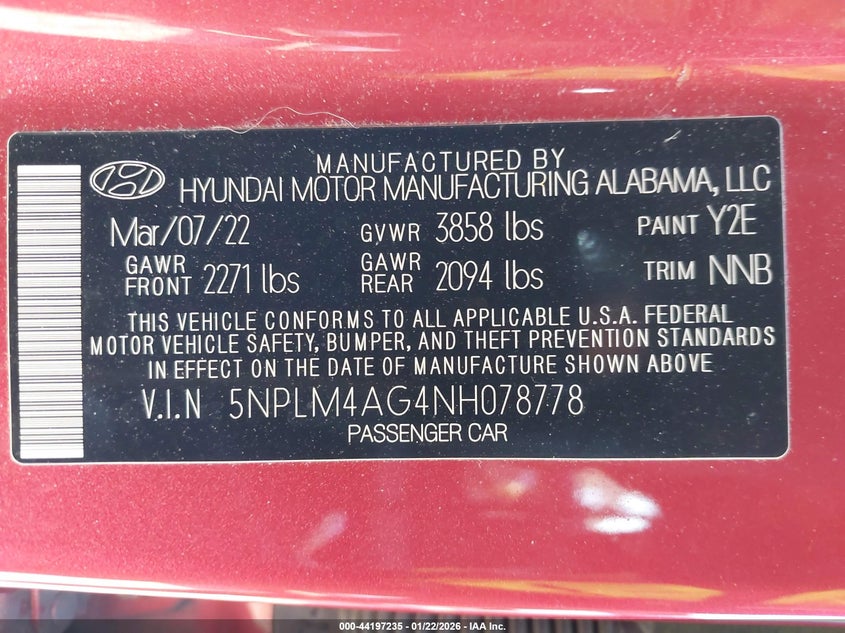 MANUFACTURED BY
HYUNDAI MOTOR MANUFACTURING ALABAMA, LLC
Mar/07/22 GVWR 3858 lbs PAINT Y2E
GAWR FRONT 2271 lbs GAWR REAR 2094 lbs TRIM NNB
THIS VEHICLE CONFORMS TO ALL APPLICABLE U.S.A. FEDERAL
MOTOR VEHICLE SAFETY, BUMPER, AND THEFT PREVENTION STANDARDS
IN EFFECT ON THE DATE OF MANUFACTURE SHOWN ABOVE
V.I.N 5NPLM4AG4NH078778
PASSENGER CAR
000-44197235 - 01/22/2026 - IAA Inc.